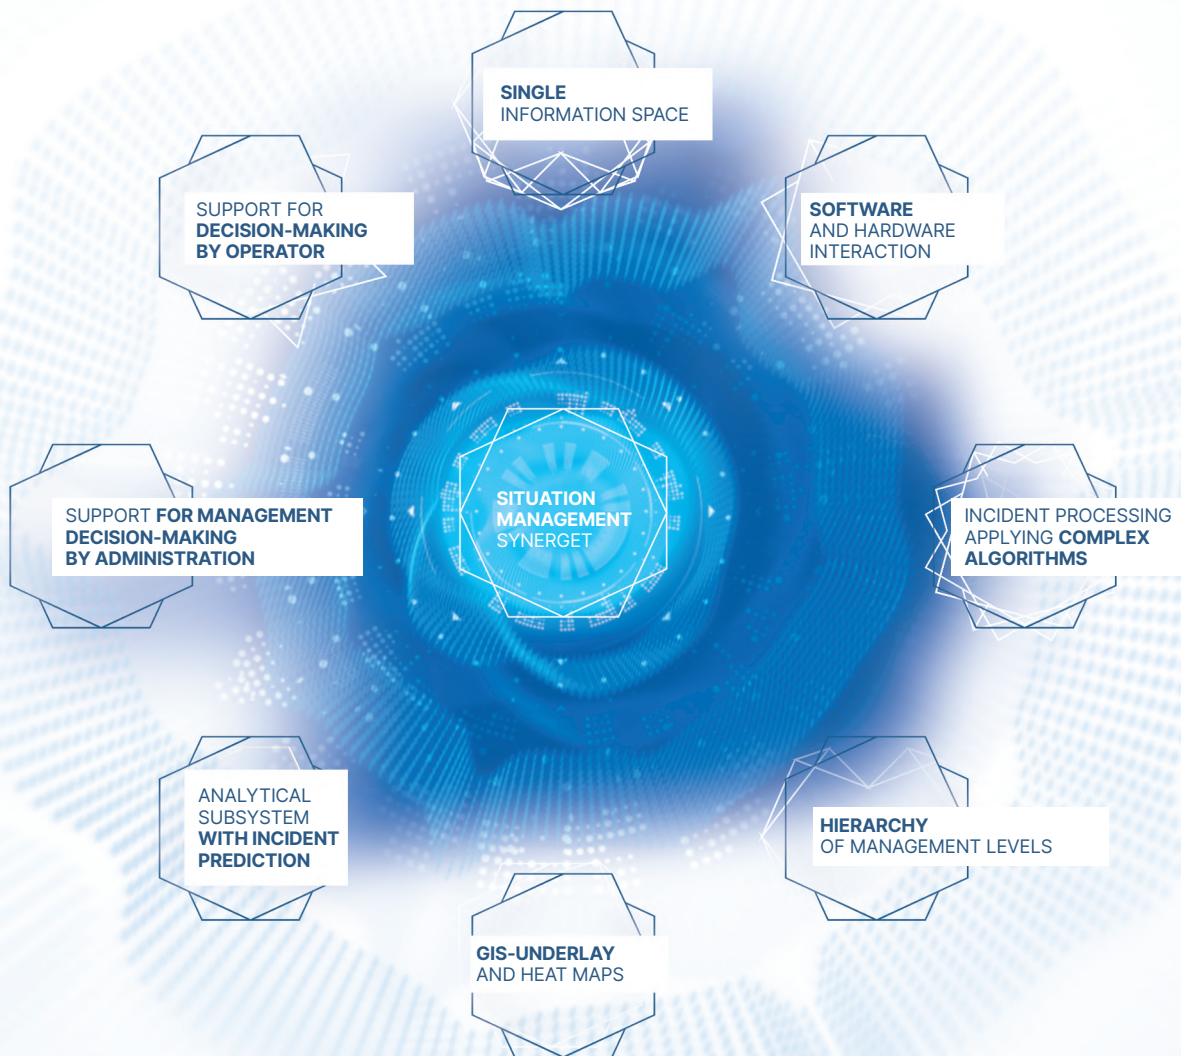 SINGLE
INFORMATION SPACE
SUPPORT FOR
DECISION-MAKING
BY OPERATOR
SOFTWARE
AND HARDWARE
INTERACTION
SUPPORT FOR MANAGEMENT
DECISION-MAKING
BY ADMINISTRATION
SITUATION
MANAGEMENT
SYNERGET
INCIDENT PROCESSING
APPLYING COMPLEX
ALGORITHMS
ANALYTICAL
SUBSYSTEM
WITH INCIDENT
PREDICTION
HIERARCHY
OF MANAGEMENT LEVELS
GIS-UNDERLAY
AND HEAT MAPS